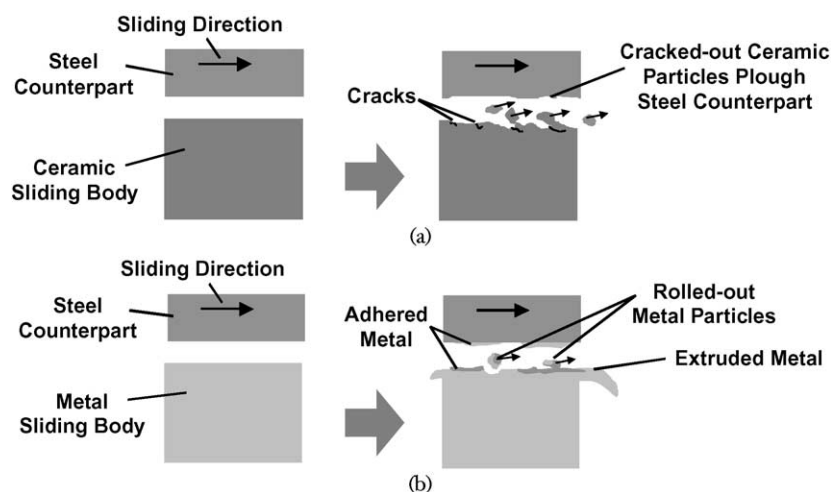 Sliding Direction
Steel
Counterpart
Ceramic
Sliding Body
Cracks
Cracked-out Ceramic
Particles Plough
Steel Counterpart
(a)
Sliding Direction
Steel
Counterpart
Metal
Sliding Body
Adhered
Metal
Rolled-out
Metal Particles
Extruded Metal
(b)